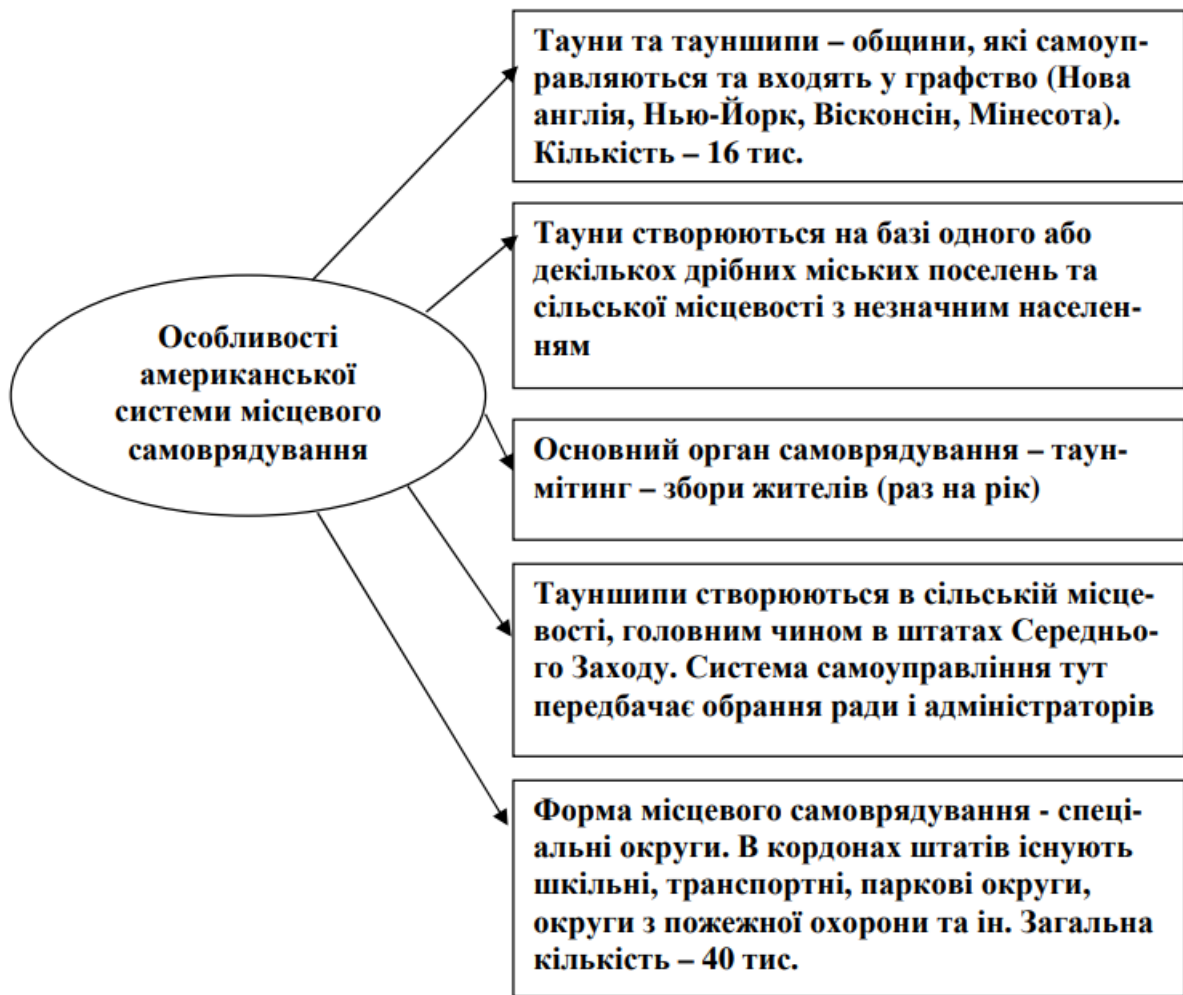 Тауни та тауншипи – общини, які самоуп-
равляються та входять у графство (Нова
англія, Нью-Йорк, Вісконсін, Мінесота).
Кількість – 16 тис.
Тауни створюються на базі одного або
декількох дрібних міських поселень та
сільської місцевості з незначним населен-
ням
Особливості
американської
системи місцевого
самоврядування
Основний орган самоврядування – таун-
мітинг – збори жителів (раз на рік)
Тауншипи створюються в сільській місце-
вості, головним чином в штатах Середньо-
го Заходу. Система самоуправління тут
передбачає обрання ради і адміністраторів
Форма місцевого самоврядування - спеці-
альні округи. В кордонах штатів існують
шкільні, транспортні, паркові округи,
округи з пожежної охорони та ін. Загальна
кількість – 40 тис.